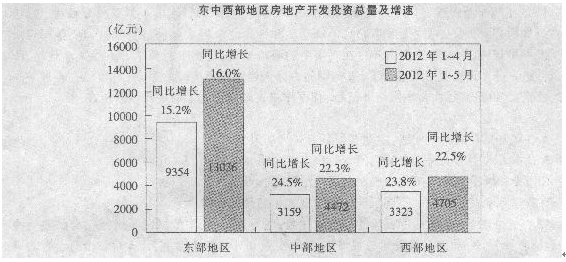 东中西部地区房地产开发投资总量及增速
(亿元)
16000
14000
12000
10000
8000
6000
4000
2000
0
2012年1~4月
2012年1~5月
同比增长
15.2%
9354
同比增长
16.0%
13026
东部地区
同比增长
24.5%
3159
同比增长
22.3%
4472
中部地区
同比增长
23.8%
3323
同比增长
22.5%
4705
西部地区